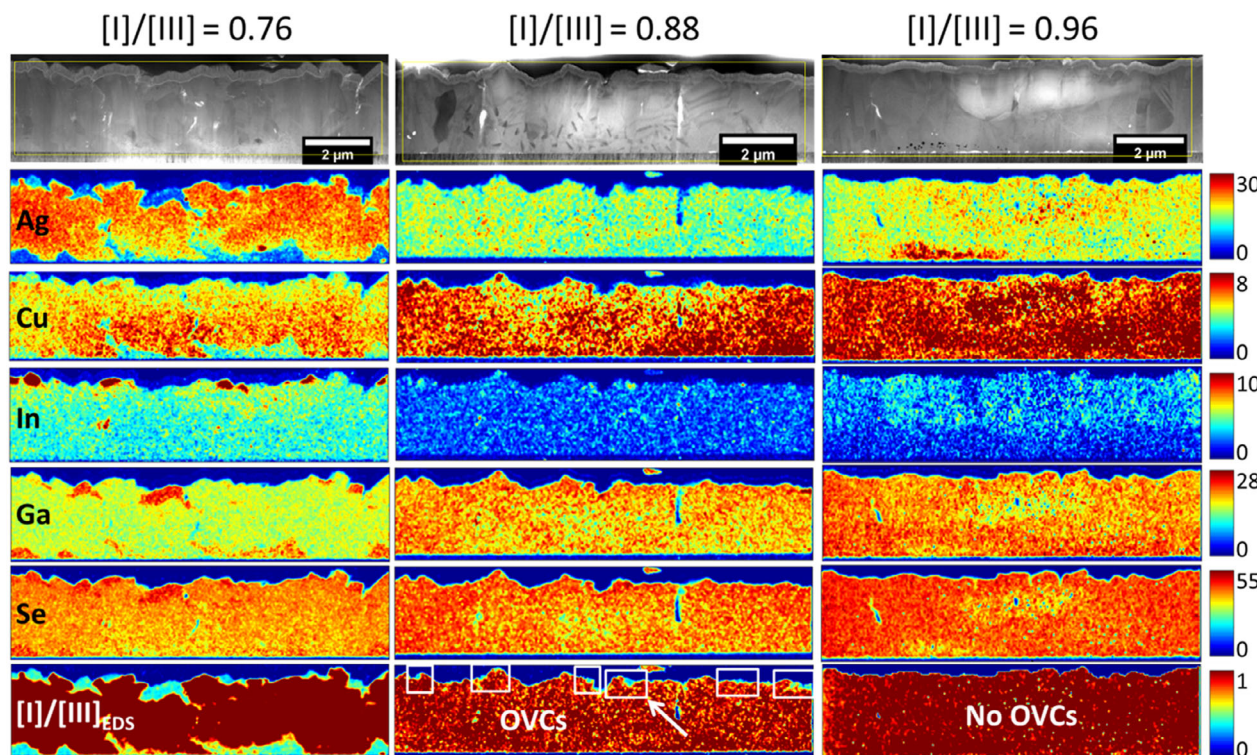 [I]/[III] = 0.76 [I]/[III] = 0.88 [I]/[III] = 0.96
2 µm 2 µm 2 µm
Ag 30
0
Cu 8
0
In 10
0
Ga 28
0
Se 55
0
[I]/[III]EDS OVCs No OVCs 1
0